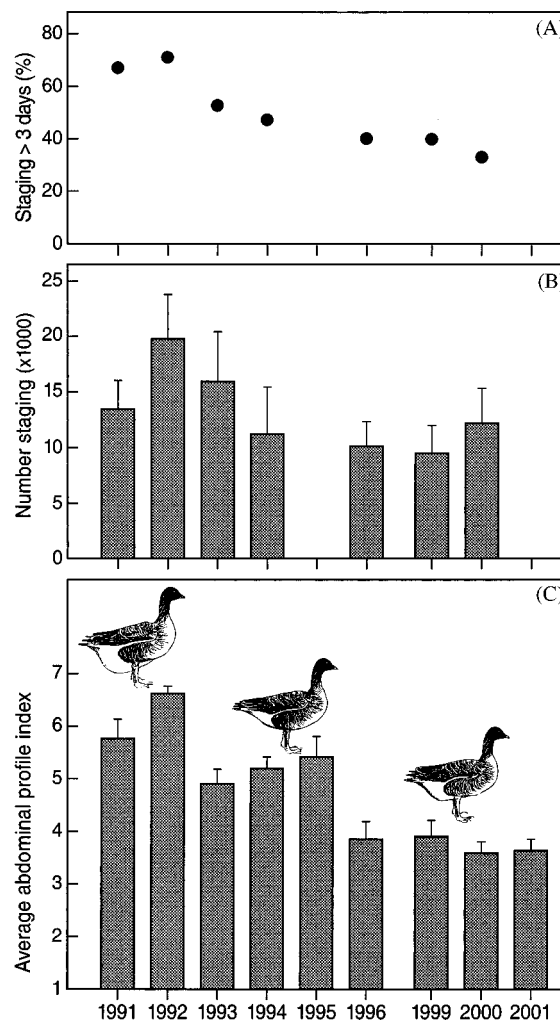 (A)
Staging > 3 days (%)
80
60
40
20
0
(B)
Number staging (x1000)
25
20
15
10
5
0
(C)
Average abdominal profile index
7
6
5
4
3
2
1
1991 1992 1993 1994 1995 1996 1999 2000 2001